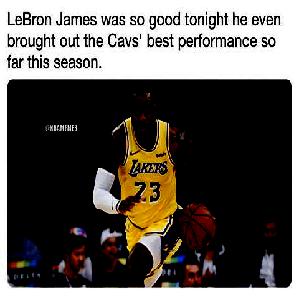 LeBron James was so good tonight he even
brought out the Cavs' best performance so
far this season.
@NBAMEMES
LAKERS
23